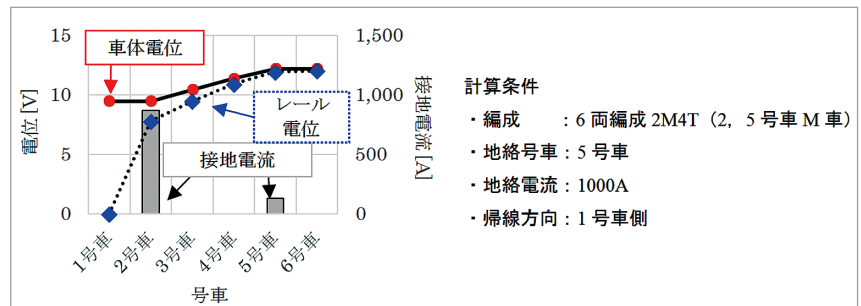 15
10
5
0
電位 [V]
1,500
1,000
500
0
接地電流 [A]
車体電位
レール
電位
接地電流
1号車
2号車
3号車
4号車
5号車
6号車
号車
計算条件
・編成 : 6 両編成 2M4T（2，5 号車 M 車）
・地絡号車 : 5 号車
・地絡電流 : 1000A
・帰線方向 : 1 号車側